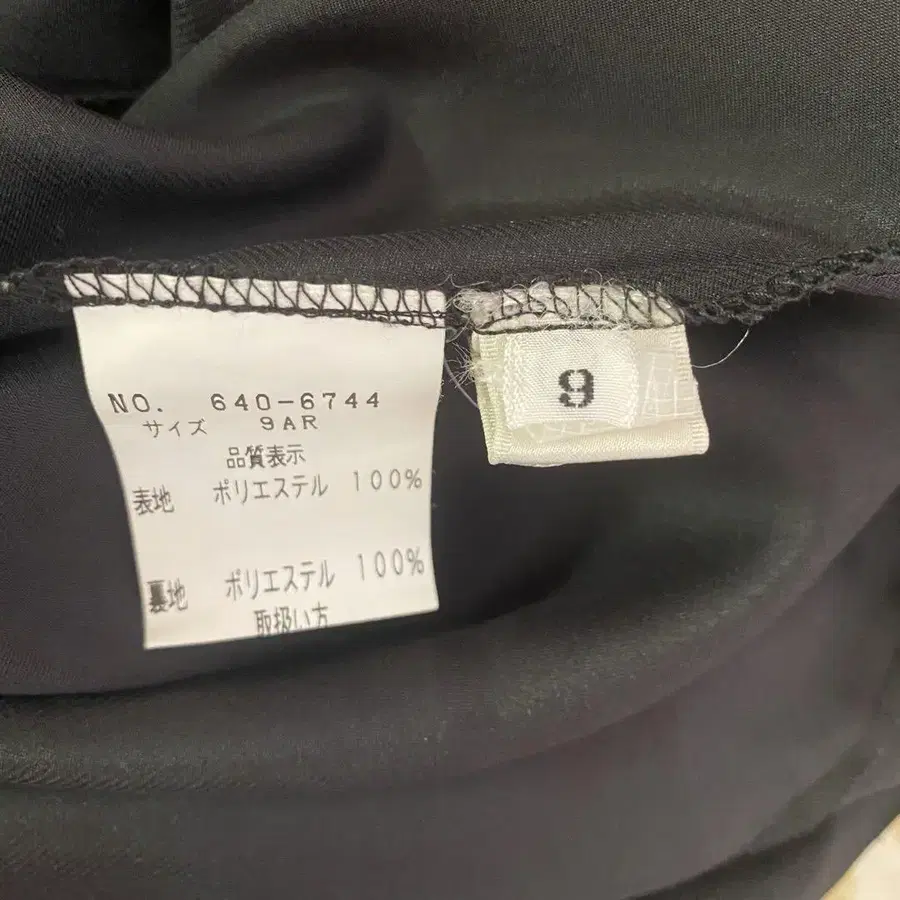 NO. 640-6744
サイズ 9AR
品質表示
表地 ポリエステル 100%
裏地 ポリエステル 100%
取扱い方
9